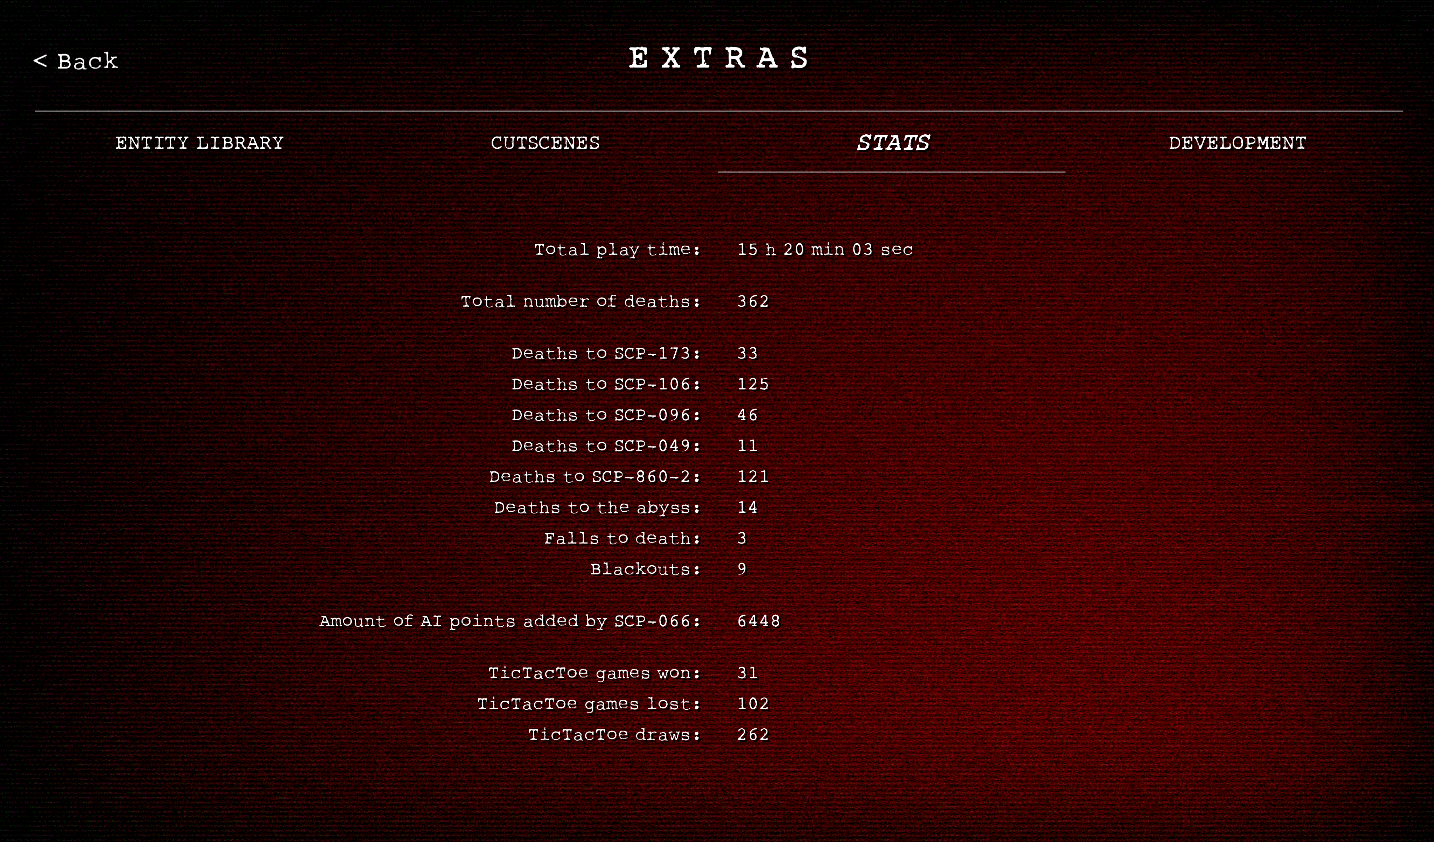 < Back
EXTRAS
ENTITY LIBRARY CUTSCENES STATS DEVELOPMENT
Total play time: 15 h 20 min 03 sec
Total number of deaths: 362
Deaths to SCP-173: 33
Deaths to SCP-106: 125
Deaths to SCP-096: 46
Deaths to SCP-049: 11
Deaths to SCP-860-2: 121
Deaths to the abyss: 14
Falls to death: 3
Blackouts: 9
Amount of AI points added by SCP-066: 6448
TicTacToe games won: 31
TicTacToe games lost: 102
TicTacToe draws: 262